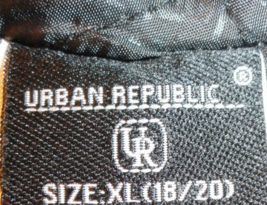 URBAN REPUBLIC ®
UR
SIZE:XL(18/20)